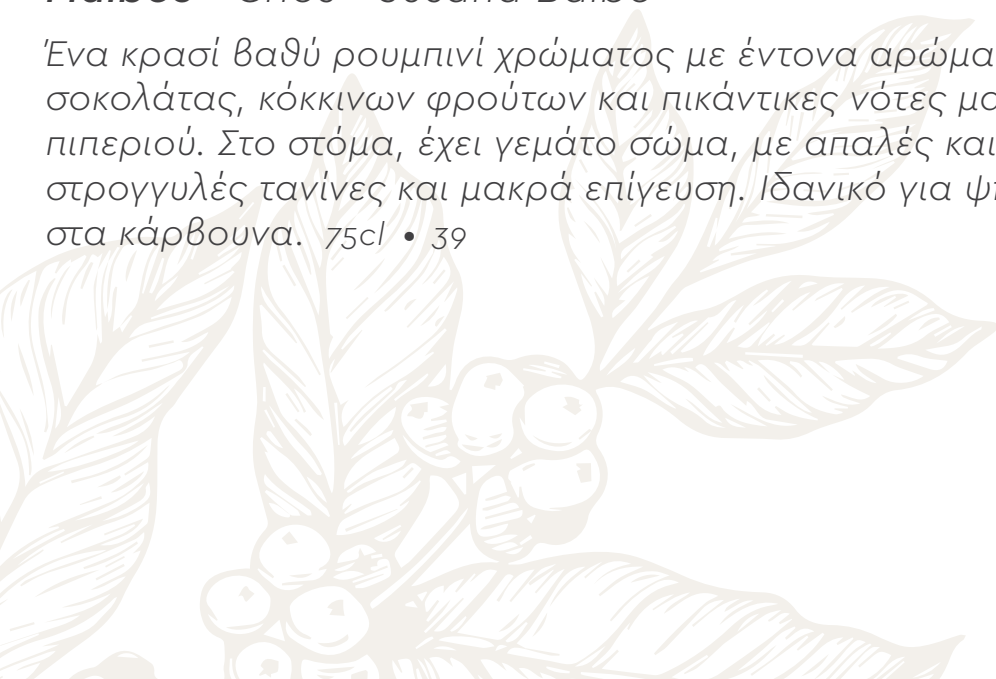 Ένα κρασί βαθύ ρουμπινί χρώματος με έντονα
σοκολάτας, κόκκινων φρούτων και πικάντικες νότες
πιπεριού. Στο στόμα, έχει γεμάτο σώμα, με απαλές και
στρογγυλές τανίνες και μακρά επίγευση. Ιδανικό για
στα κάρβουνα. 75cl • 39